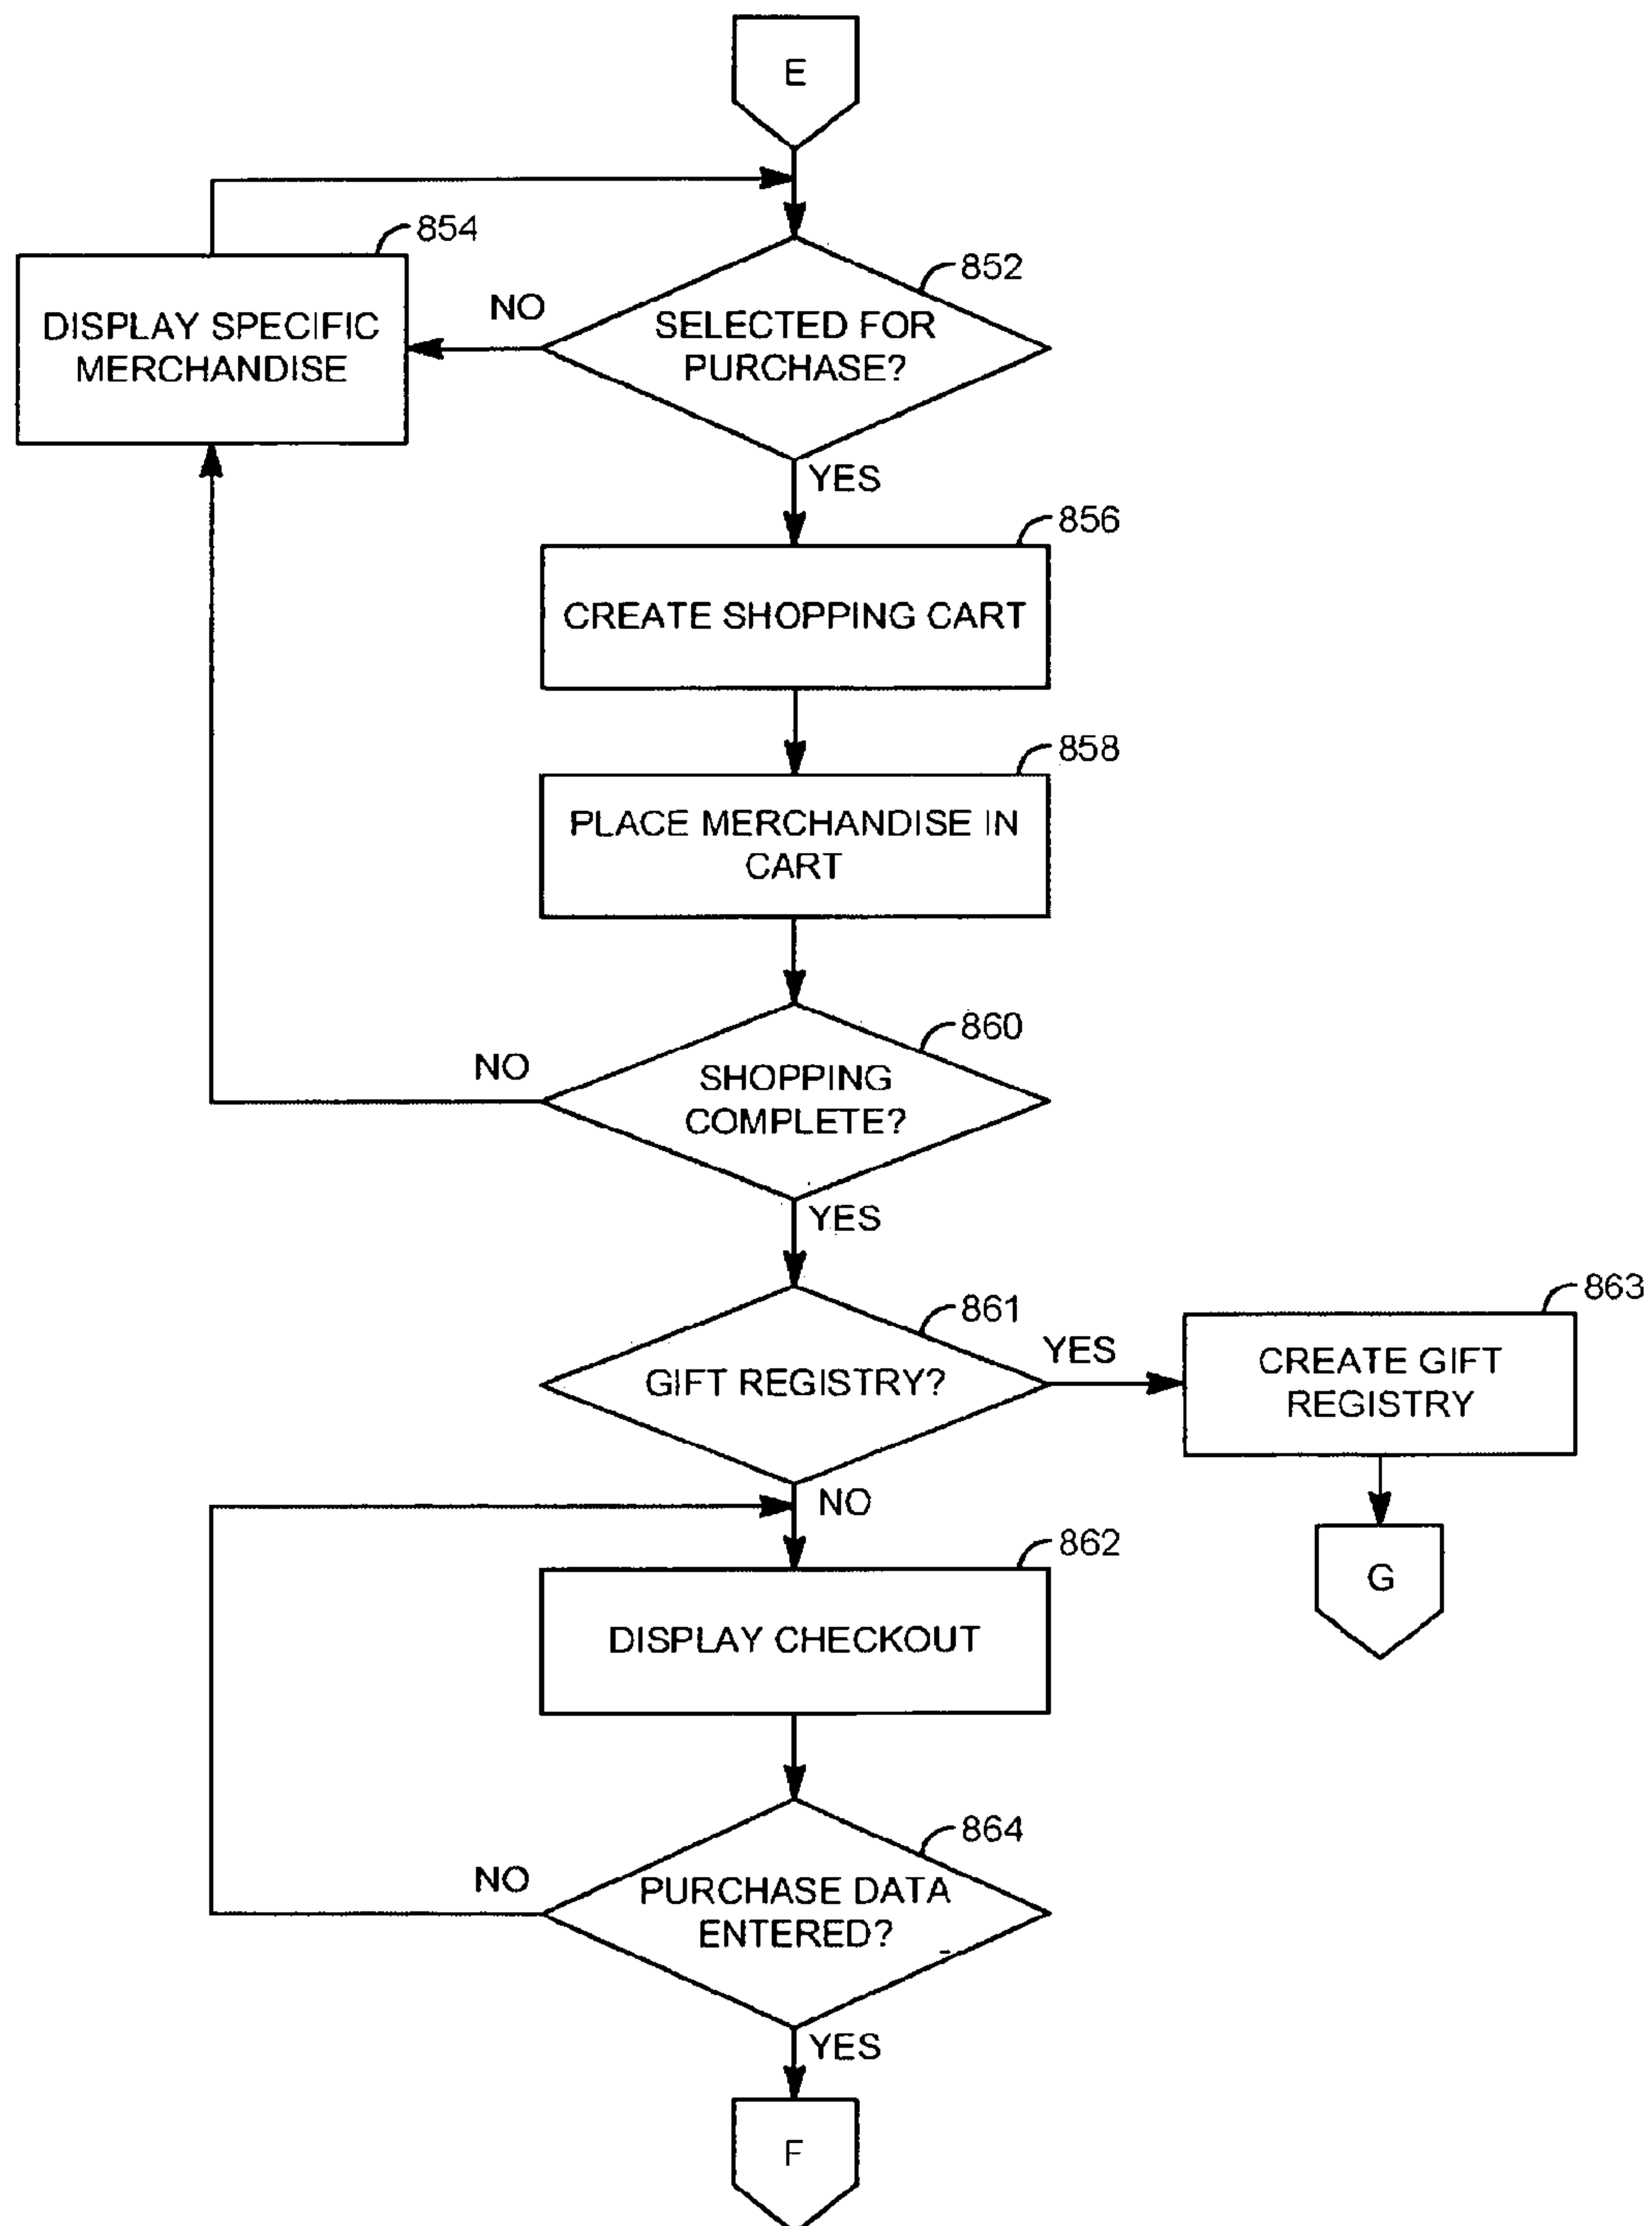 E
854
852
NO
DISPLAY SPECIFIC
MERCHANDISE
SELECTED FOR
PURCHASE?
YES
856
CREATE SHOPPING CART
858
PLACE MERCHANDISE IN
CART
860
NO
SHOPPING
COMPLETE?
YES
861
863
YES
GIFT REGISTRY?
CREATE GIFT
REGISTRY
NO
862
G
DISPLAY CHECKOUT
864
NO
PURCHASE DATA
ENTERED?
YES
F